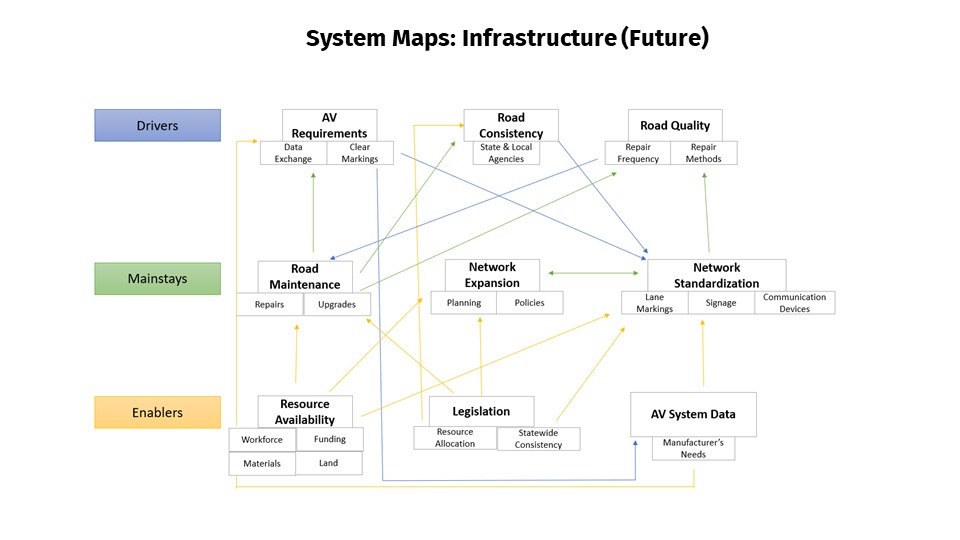 System Maps: Infrastructure (Future)
Drivers
AV
Requirements
Data
Exchange
Clear
Markings
Road
Consistency
State & Local
Agencies
Road Quality
Repair
Frequency
Repair
Methods
Mainstays
Road
Maintenance
Repairs
Upgrades
Network
Expansion
Planning
Policies
Network
Standardization
Lane
Markings
Signage
Communication
Devices
Enablers
Resource
Availability
Workforce
Funding
Materials
Land
Legislation
Resource
Allocation
Statewide
Consistency
AV System Data
Manufacturer's
Needs